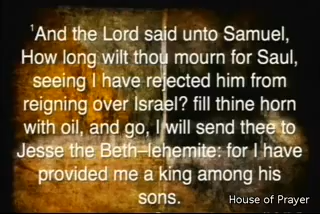 ¹And the Lord said unto Samuel,
How long wilt thou mourn for Saul,
seeing I have rejected him from
reigning over Israel? fill thine horn
with oil, and go, I will send thee to
Jesse the Beth–lehemite: for I have
provided me a king among his
sons.
House of Prayer